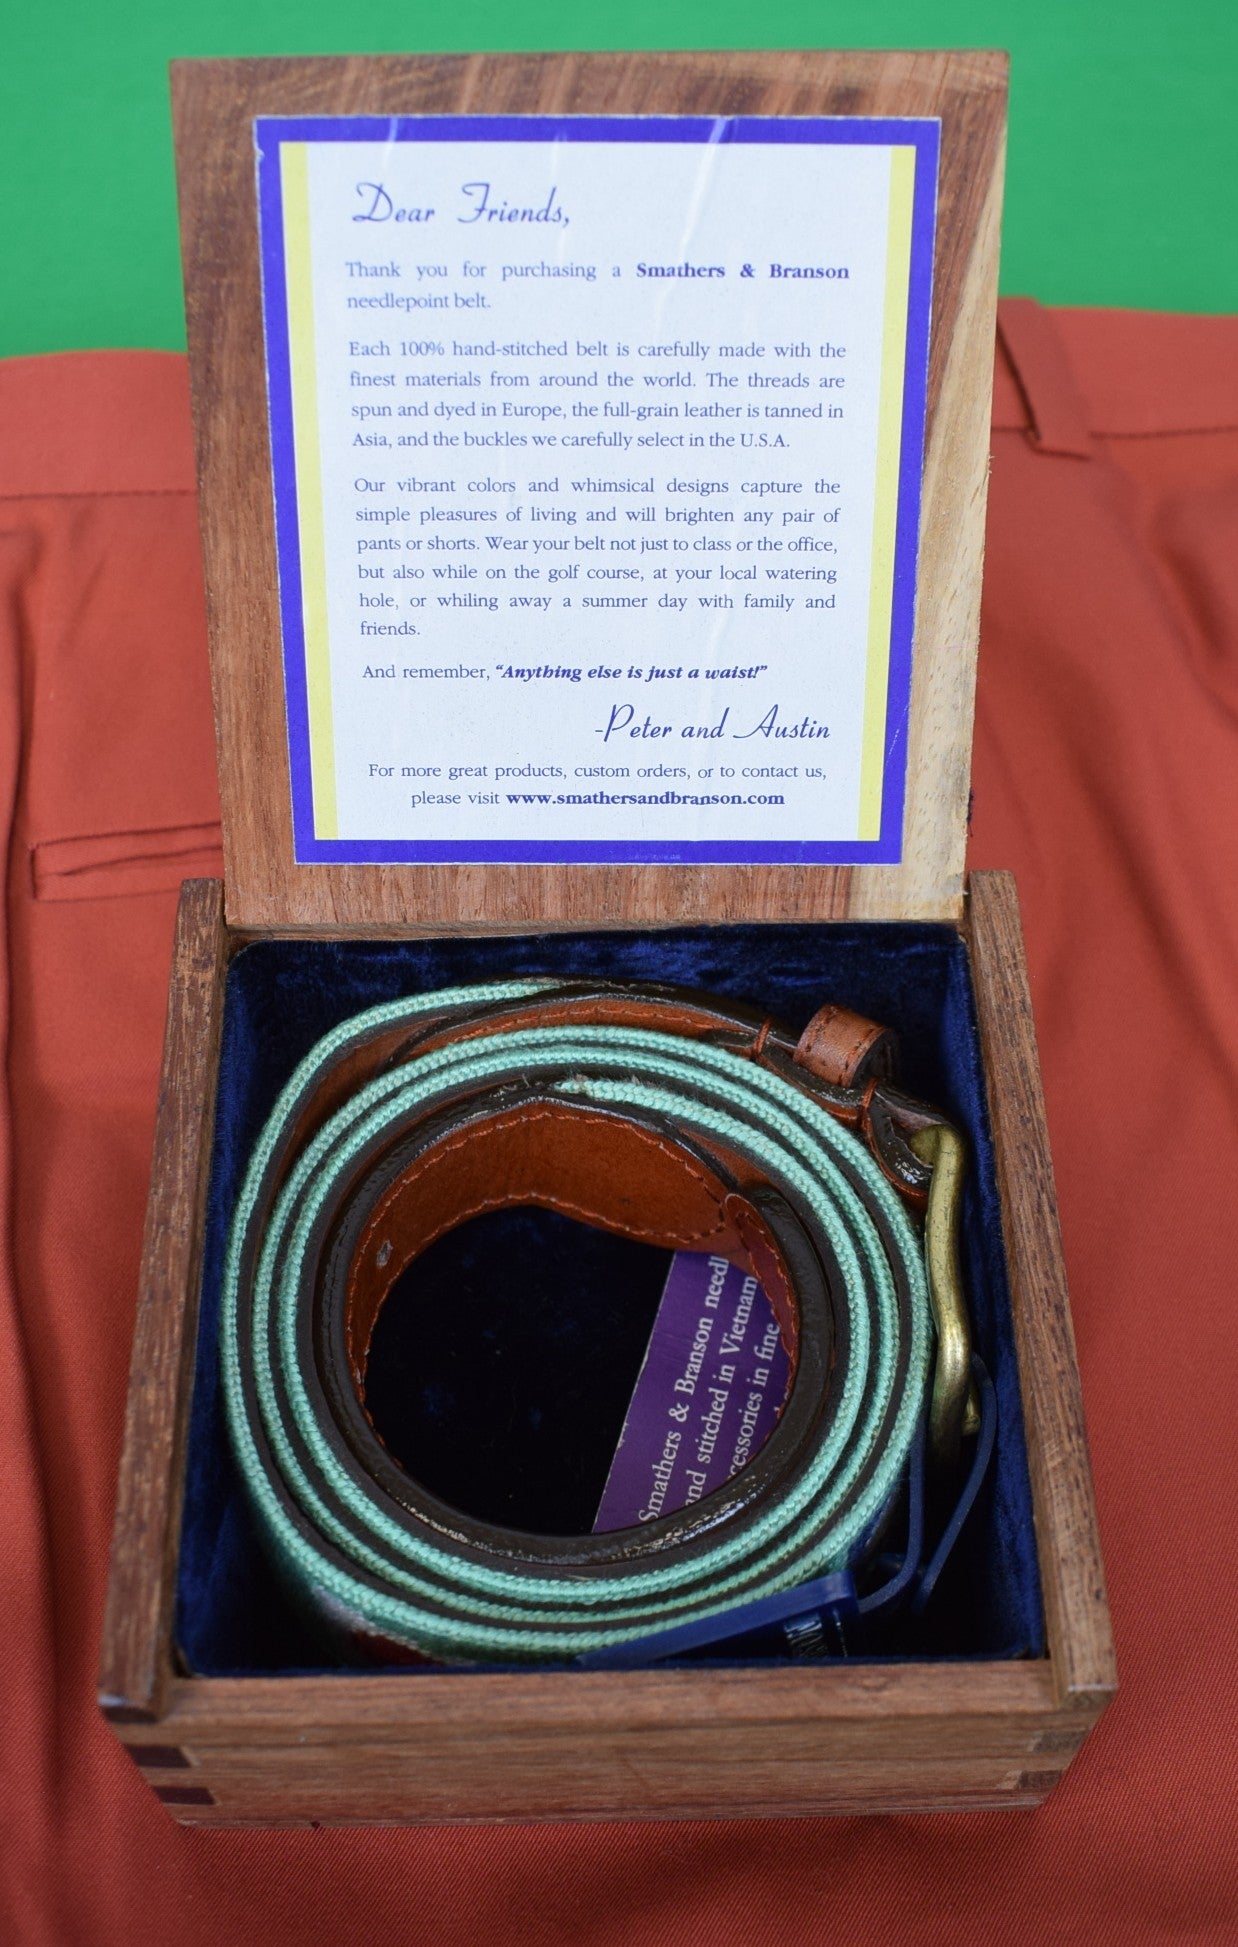 Dear Friends,
Thank you for purchasing a Smathers & Branson
needlepoint belt.
Each 100% hand-stitched belt is carefully made with the
finest materials from around the world. The threads are
spun and dyed in Europe, the full-grain leather is tanned in
Asia, and the buckles we carefully select in the U.S.A.
Our vibrant colors and whimsical designs capture the
simple pleasures of living and will brighten any pair of
pants or shorts. Wear your belt not just to class or the office,
but also while on the golf course, at your local watering
hole, or whiling away a summer day with family and
friends.
And remember, “Anything else is just a waist!”
-Peter and Austin
For more great products, custom orders, or to contact us,
please visit www.smathersandbranson.com
Smathers & Branson needl
nd stitched in Vietnam
cessories in fine